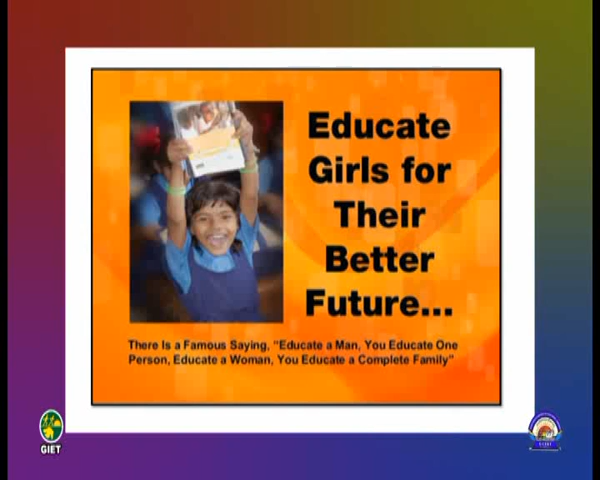 Educate
Girls for
Their
Better
Future...
There Is a Famous Saying, "Educate a Man, You Educate One
Person, Educate a Woman, You Educate a Complete Family"
GIET